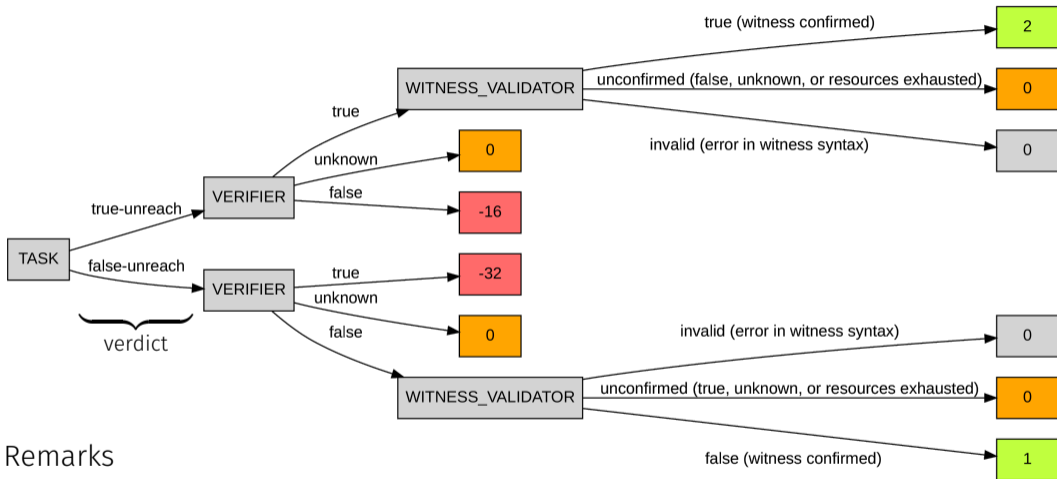 true (witness confirmed)
2
WITNESS_VALIDATOR
unconfirmed (false, unknown, or resources exhausted)
0
true
invalid (error in witness syntax)
0
unknown
0
VERIFIER
false
-16
true-unreach
TASK
false-unreach
verdict
VERIFIER
true
-32
unknown
0
false
invalid (error in witness syntax)
0
WITNESS_VALIDATOR
unconfirmed (true, unknown, or resources exhausted)
0
false (witness confirmed)
1
Remarks